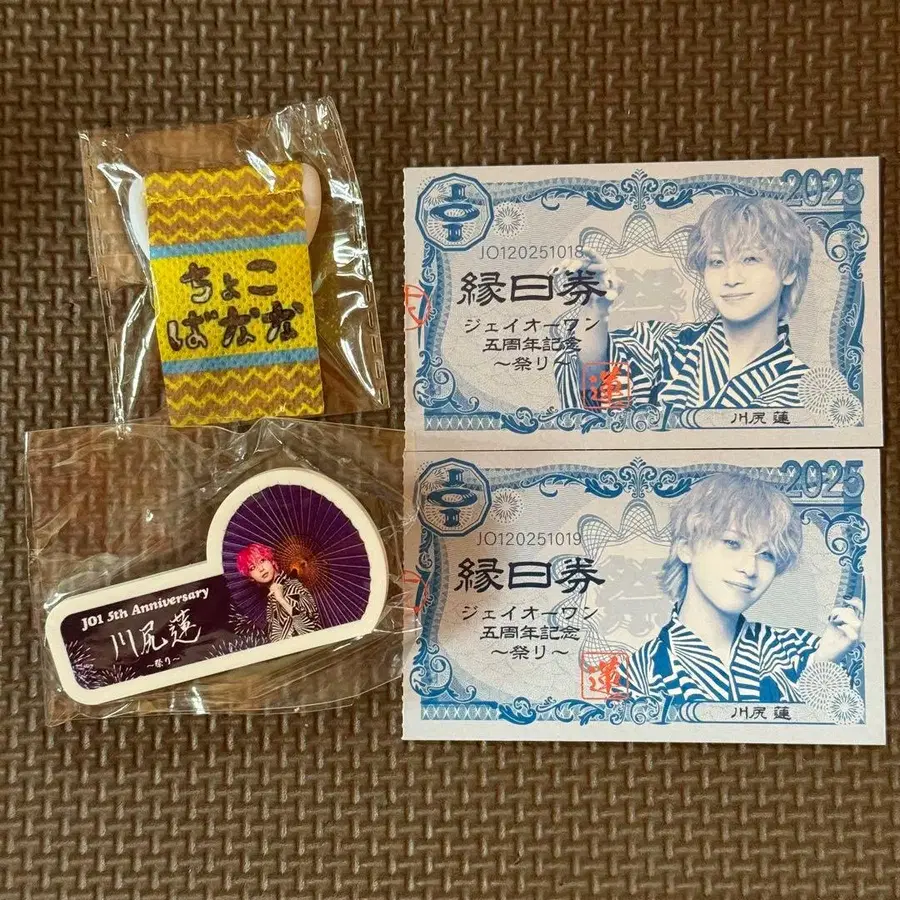 ちょこ
ばなな
JO1 5th Anniversary
川尻蓮
～祭り～
2025
JO120251018
縁日券
ジェイオーワン
五周年記念
～祭り～
蓮
川尻 蓮
XXXXXXX
2025
JO120251019
縁日券
ジェイオーワン
五周年記念
～祭り～
蓮
川尻 蓮
XXXXXXX